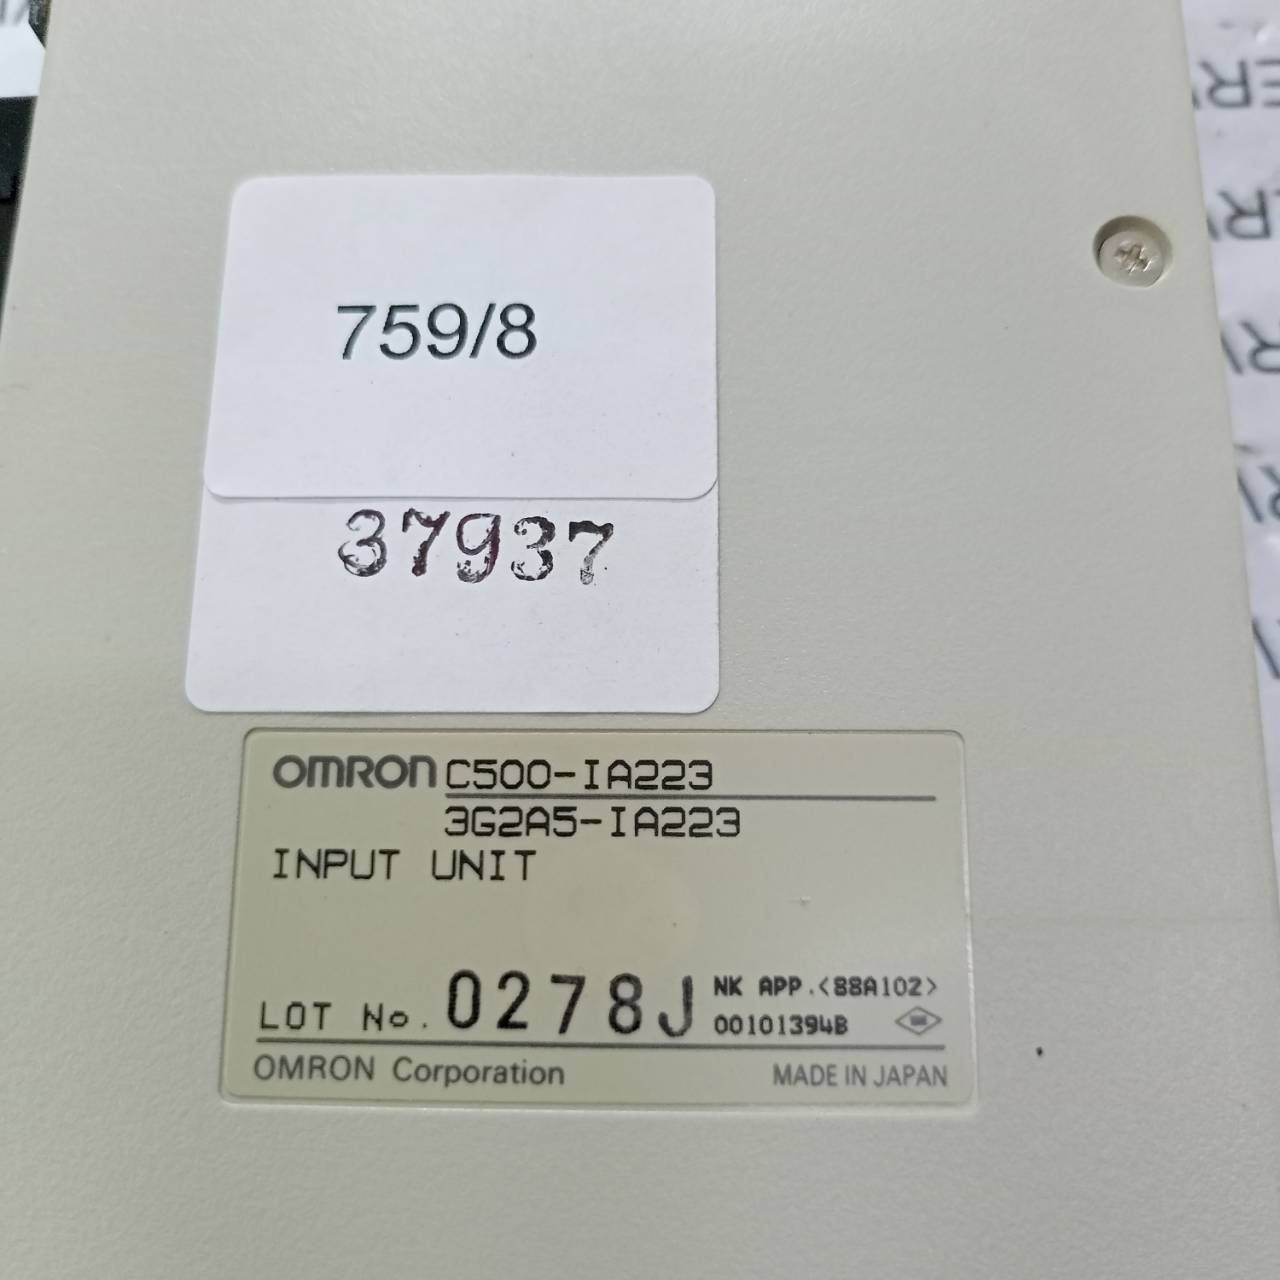 759/8
37937
OMRON C500-IA223
3G2A5-IA223
INPUT UNIT
LOT No. 0278J
NK APP.<88A102>
00101394B
OMRON Corporation
MADE IN JAPAN